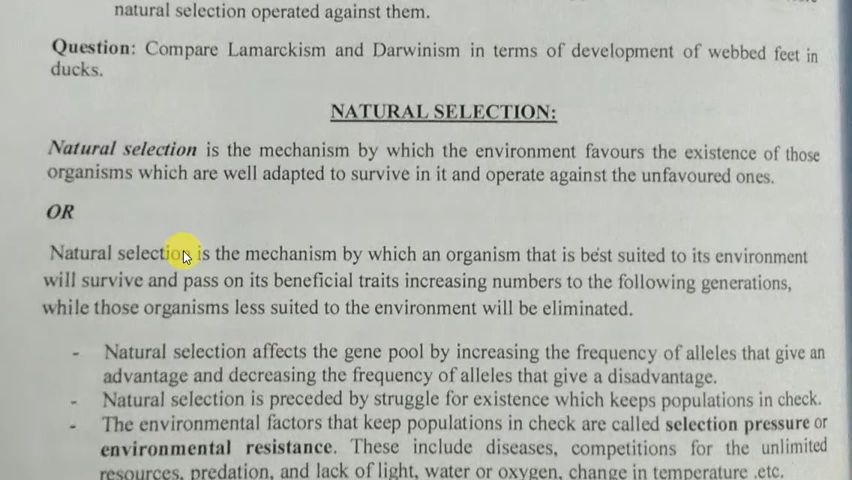 natural selection operated against them.
Question: Compare Lamarckism and Darwinism in terms of development of webbed feet in
ducks.
NATURAL SELECTION:
Natural selection is the mechanism by which the environment favours the existence of those
organisms which are well adapted to survive in it and operate against the unfavoured ones.
OR
Natural selection is the mechanism by which an organism that is best suited to its environment
will survive and pass on its beneficial traits increasing numbers to the following generations,
while those organisms less suited to the environment will be eliminated.
- Natural selection affects the gene pool by increasing the frequency of alleles that give an
advantage and decreasing the frequency of alleles that give a disadvantage.
- Natural selection is preceded by struggle for existence which keeps populations in check.
- The environmental factors that keep populations in check are called selection pressure or
environmental resistance. These include diseases, competitions for the unlimited
resources, predation, and lack of light, water or oxygen, change in temperature .etc.